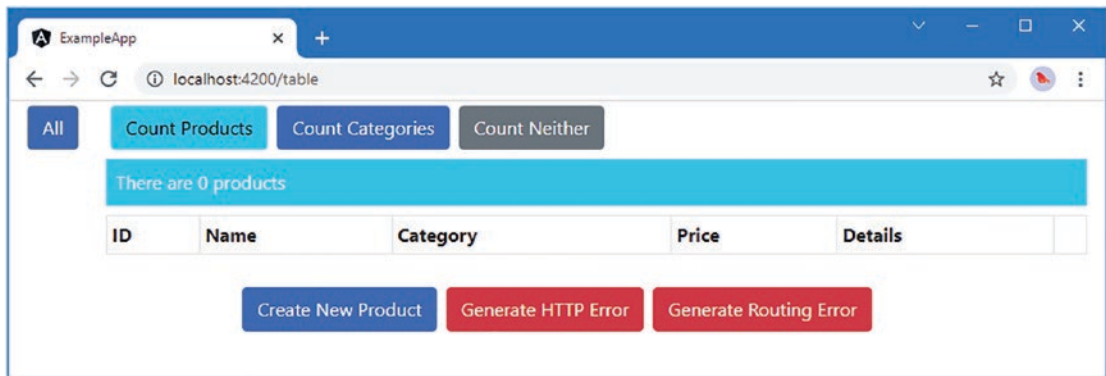 ExampleApp
localhost:4200/table
All
Count Products Count Categories Count Neither
There are 0 products
ID Name Category Price Details
Create New Product Generate HTTP Error Generate Routing Error